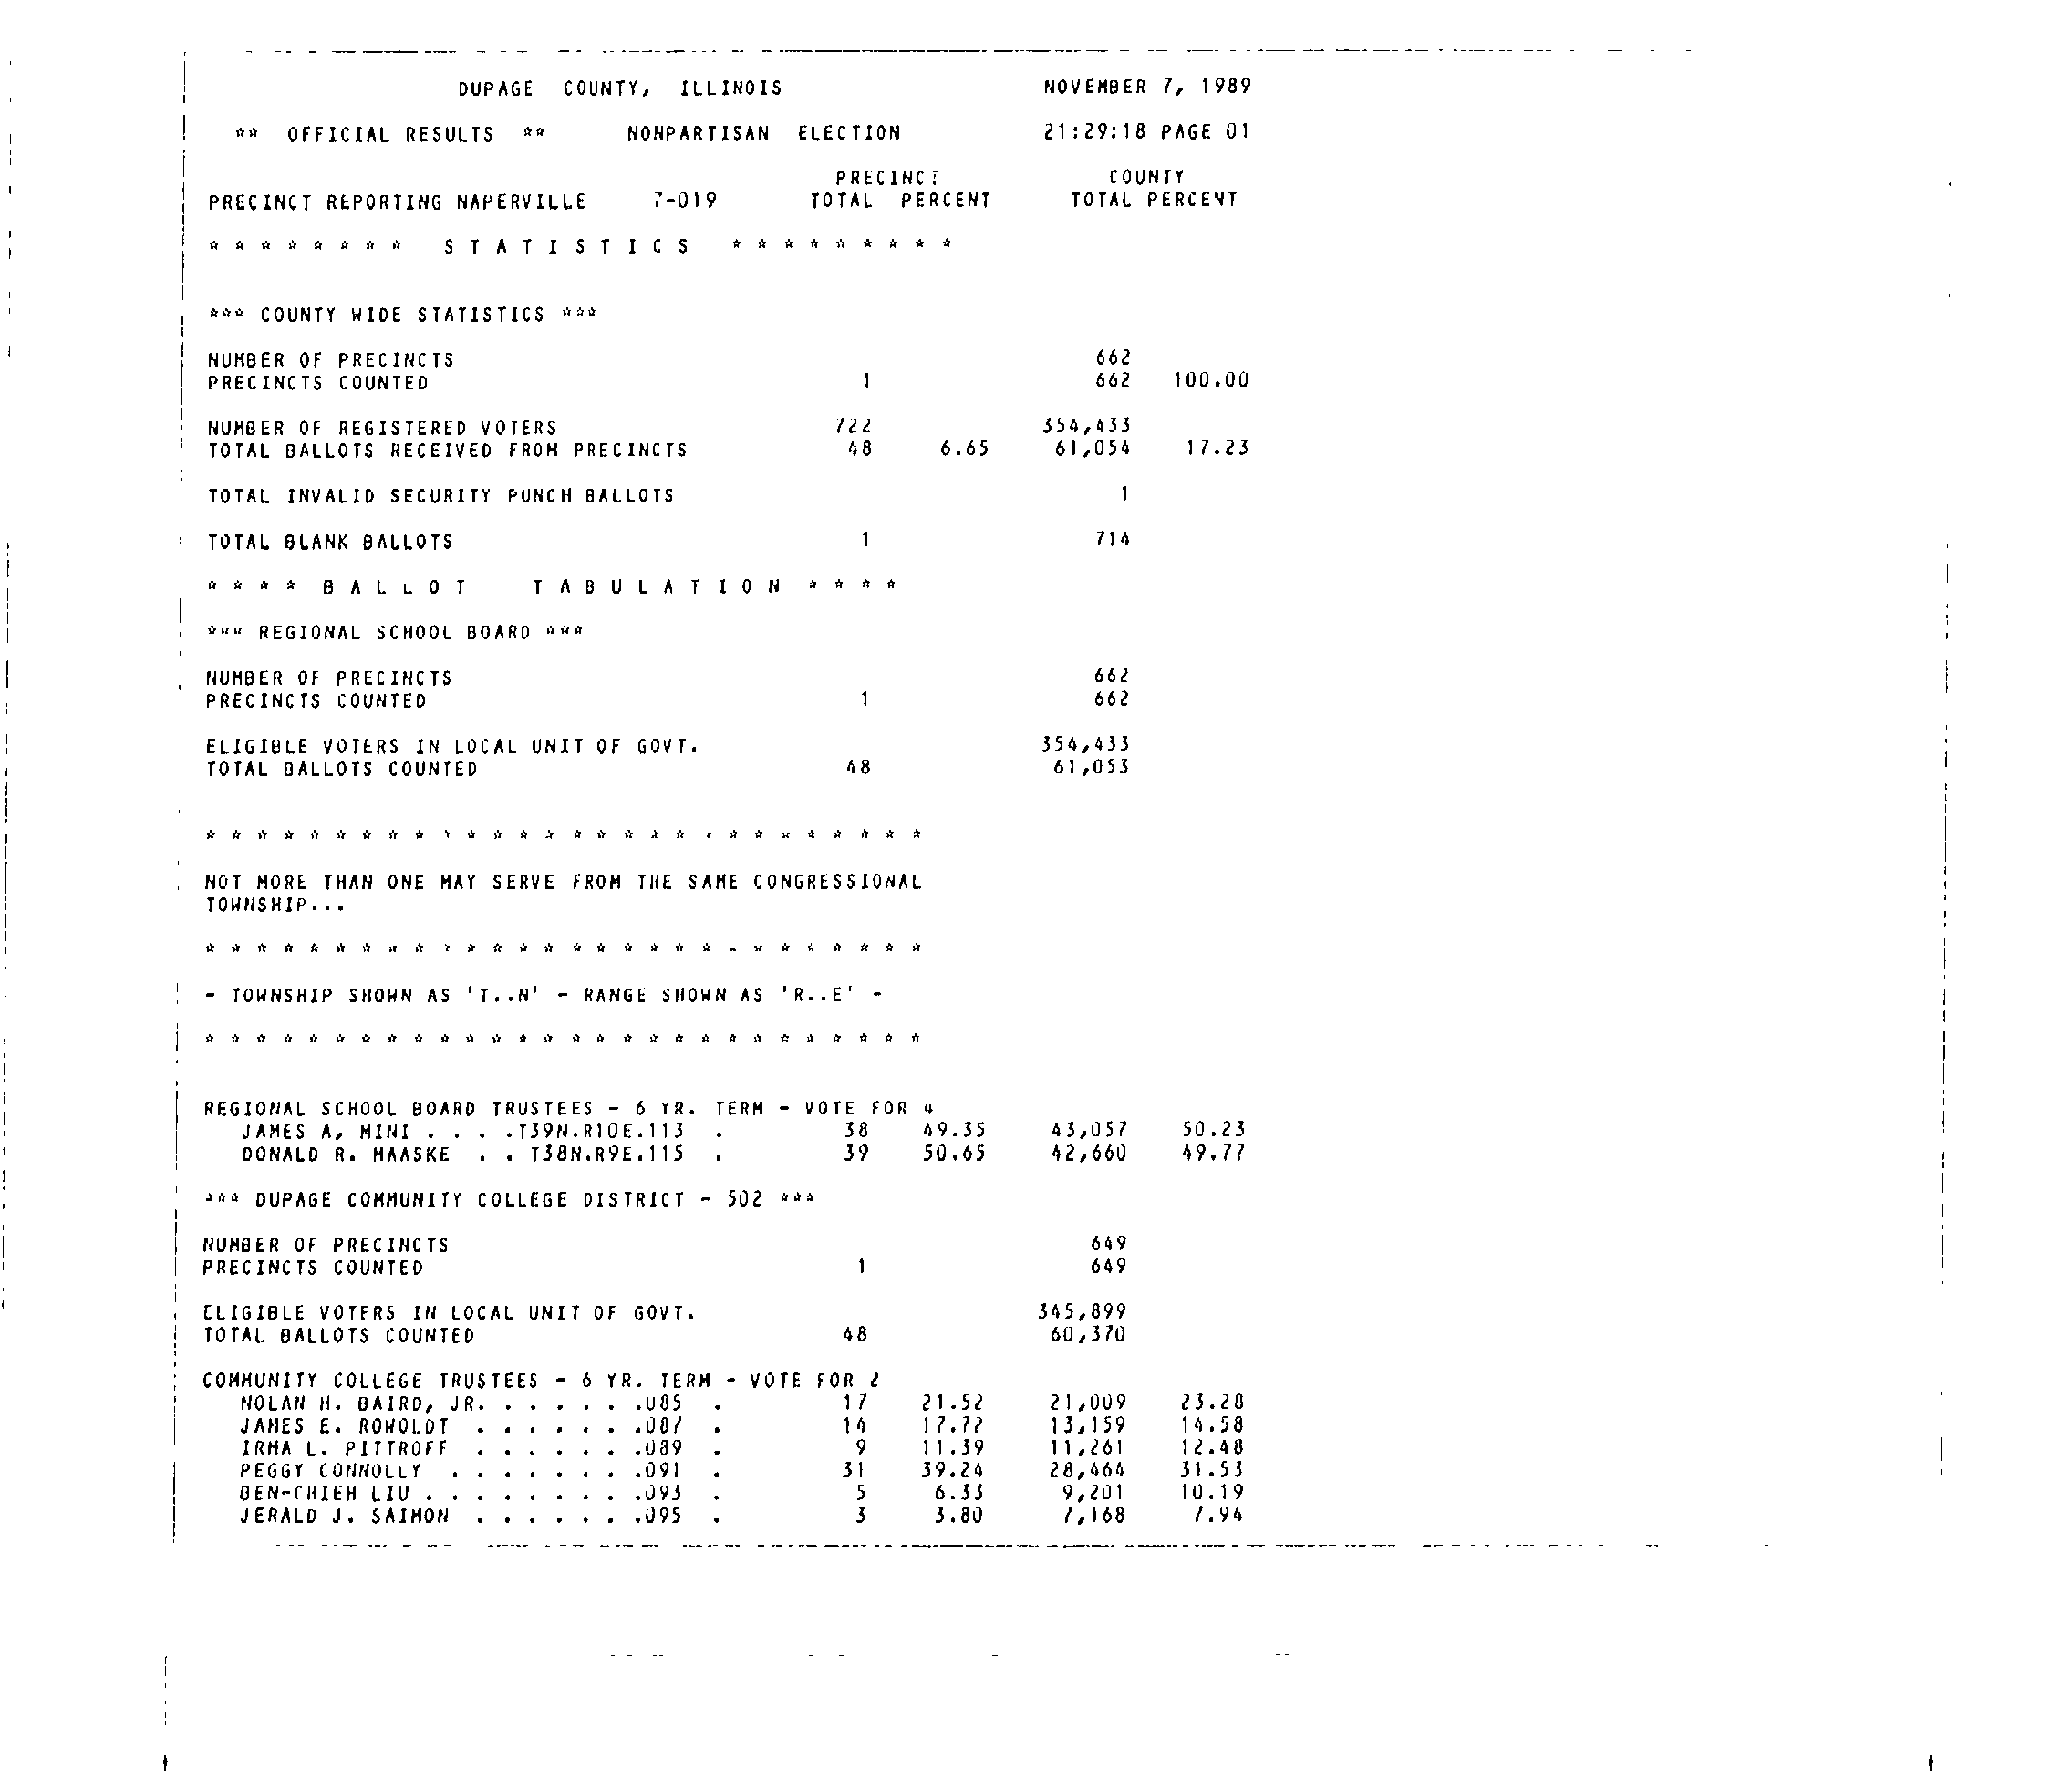 DUPAGE COUNTY, ILLINOIS NOVEMBER 7, 1989
** OFFICIAL RESULTS ** NONPARTISAN ELECTION 21:29:18 PAGE 01
PRECINCT COUNTY
PRECINCT REPORTING NAPERVILLE 7-019 TOTAL PERCENT TOTAL PERCENT
* * * * * * * * S T A T I S T I C S * * * * * * * * *
*** COUNTY WIDE STATISTICS ***
NUMBER OF PRECINCTS 662
PRECINCTS COUNTED 1 662 100.00
NUMBER OF REGISTERED VOTERS 722 354,433
TOTAL BALLOTS RECEIVED FROM PRECINCTS 48 6.65 61,054 17.23
TOTAL INVALID SECURITY PUNCH BALLOTS 1
TOTAL BLANK BALLOTS 1 714
* * * * B A L L O T T A B U L A T I O N * * * *
*** REGIONAL SCHOOL BOARD ***
NUMBER OF PRECINCTS 662
PRECINCTS COUNTED 1 662
ELIGIBLE VOTERS IN LOCAL UNIT OF GOVT. 354,433
TOTAL BALLOTS COUNTED 48 61,053
* * * * * * * * * * * * * * * * * * * * * * * * * * * *
NOT MORE THAN ONE MAY SERVE FROM THE SAME CONGRESSIONAL
TOWNSHIP...
* * * * * * * * * * * * * * * * * * * * * * * * * * * *
- TOWNSHIP SHOWN AS 'T..N' - RANGE SHOWN AS 'R..E' -
* * * * * * * * * * * * * * * * * * * * * * * * * * * *
REGIONAL SCHOOL BOARD TRUSTEES - 6 YR. TERM - VOTE FOR 4
JAMES A, MINI . . . .T39N.R10E.113 . 38 49.35 43,057 50.23
DONALD R. HAASKE . . T38N.R9E.115 . 39 50.65 42,660 49.77
*** DUPAGE COMMUNITY COLLEGE DISTRICT - 502 ***
NUMBER OF PRECINCTS 649
PRECINCTS COUNTED 1 649
ELIGIBLE VOTERS IN LOCAL UNIT OF GOVT. 345,899
TOTAL BALLOTS COUNTED 48 60,370
COMMUNITY COLLEGE TRUSTEES - 6 YR. TERM - VOTE FOR 2
NOLAN H. BAIRD, JR. . . . . . .085 . 17 21.52 21,009 23.28
JAMES E. ROWOLDT . . . . . . .087 . 14 17.72 13,159 14.58
IRMA L. PITTROFF . . . . . . .089 . 9 11.39 11,261 12.48
PEGGY CONNOLLY . . . . . . . .091 . 31 39.24 28,464 31.53
BEN-CHIEH LIU . . . . . . . . .093 . 5 6.33 9,201 10.19
JERALD J. SAIMON . . . . . . .095 . 3 3.80 7,168 7.94